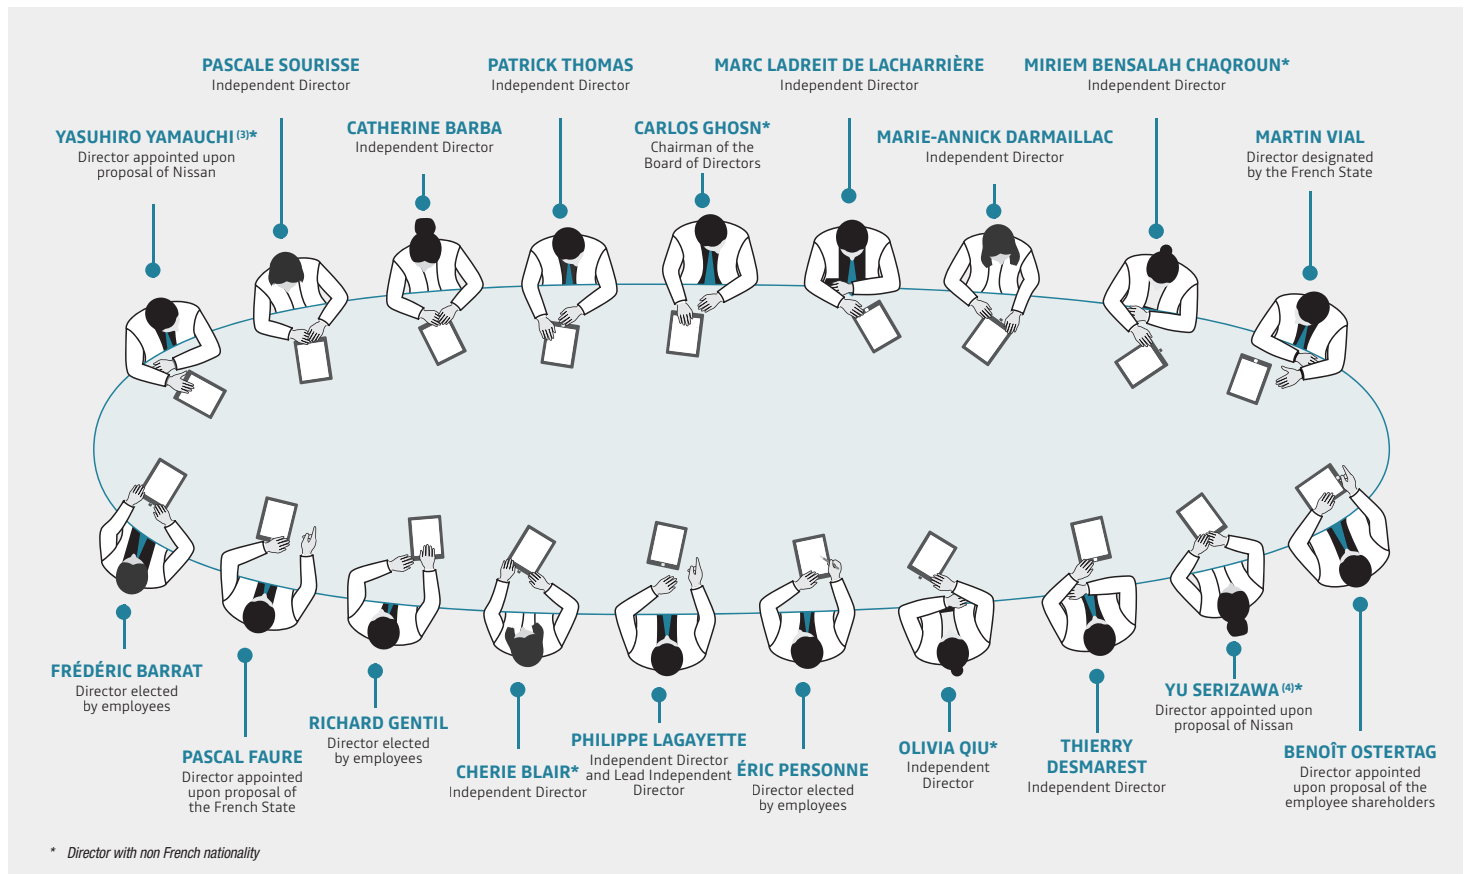 PASCALE SOURISSE
Independent Director
PATRICK THOMAS
Independent Director
MARC LADREIT DE LACHARRIÈRE
Independent Director
MIRIEM BENSALAH CHAQROUN*
Independent Director
YASUHIRO YAMAUCHI (3)*
Director appointed upon
proposal of Nissan
CATHERINE BARBA
Independent Director
CARLOS GHOSN*
Chairman of the
Board of Directors
MARIE-ANNICK DARMAILLAC
Independent Director
MARTIN VIAL
Director designated
by the French State
FRÉDÉRIC BARRAT
Director elected
by employees
PASCAL FAURE
Director appointed
upon proposal of
the French State
RICHARD GENTIL
Director elected
by employees
CHERIE BLAIR*
Independent Director
PHILIPPE LAGAYETTE
Independent Director
and Lead Independent
Director
ÉRIC PERSONNE
Director elected
by employees
OLIVIA QIU*
Independent
Director
THIERRY
DESMAREST
Independent Director
YU SERIZAWA (4)*
Director appointed upon
proposal of Nissan
BENOÎT OSTERTAG
Director appointed
upon proposal of the
employee shareholders
* Director with non French nationality